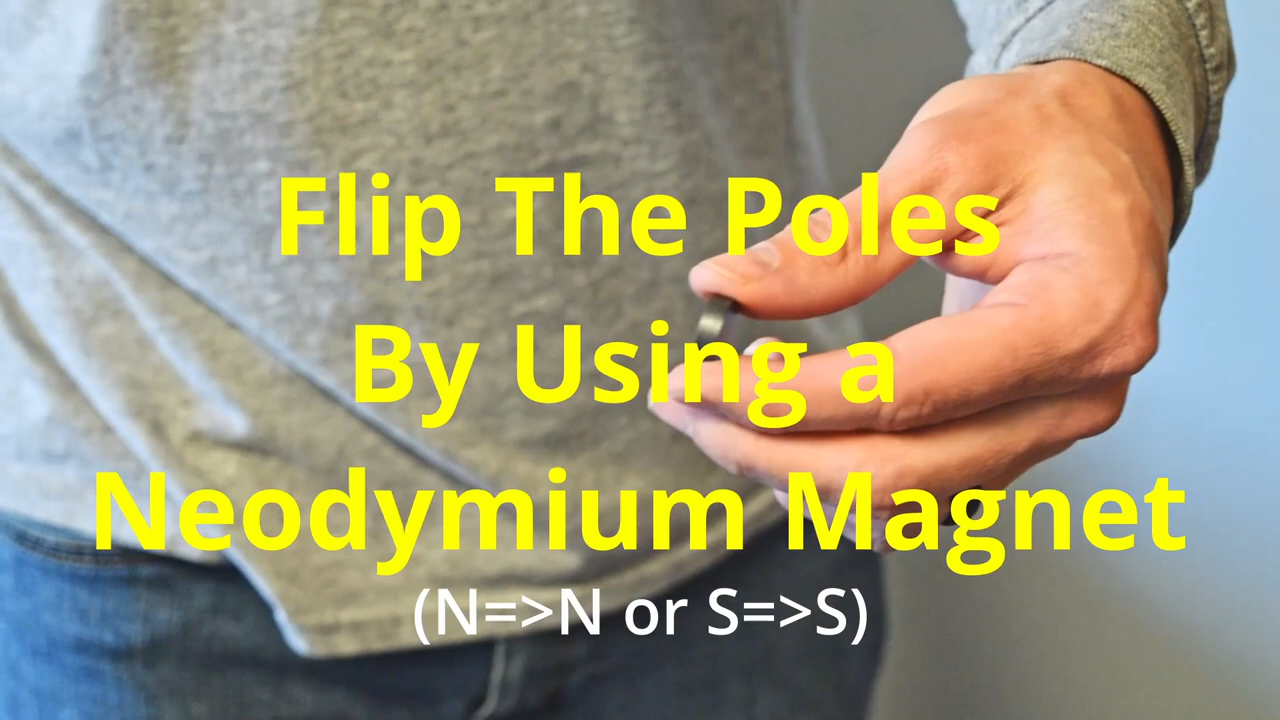 Flip The Poles
By Using a
Neodymium Magnet
(N=>N or S=>S)